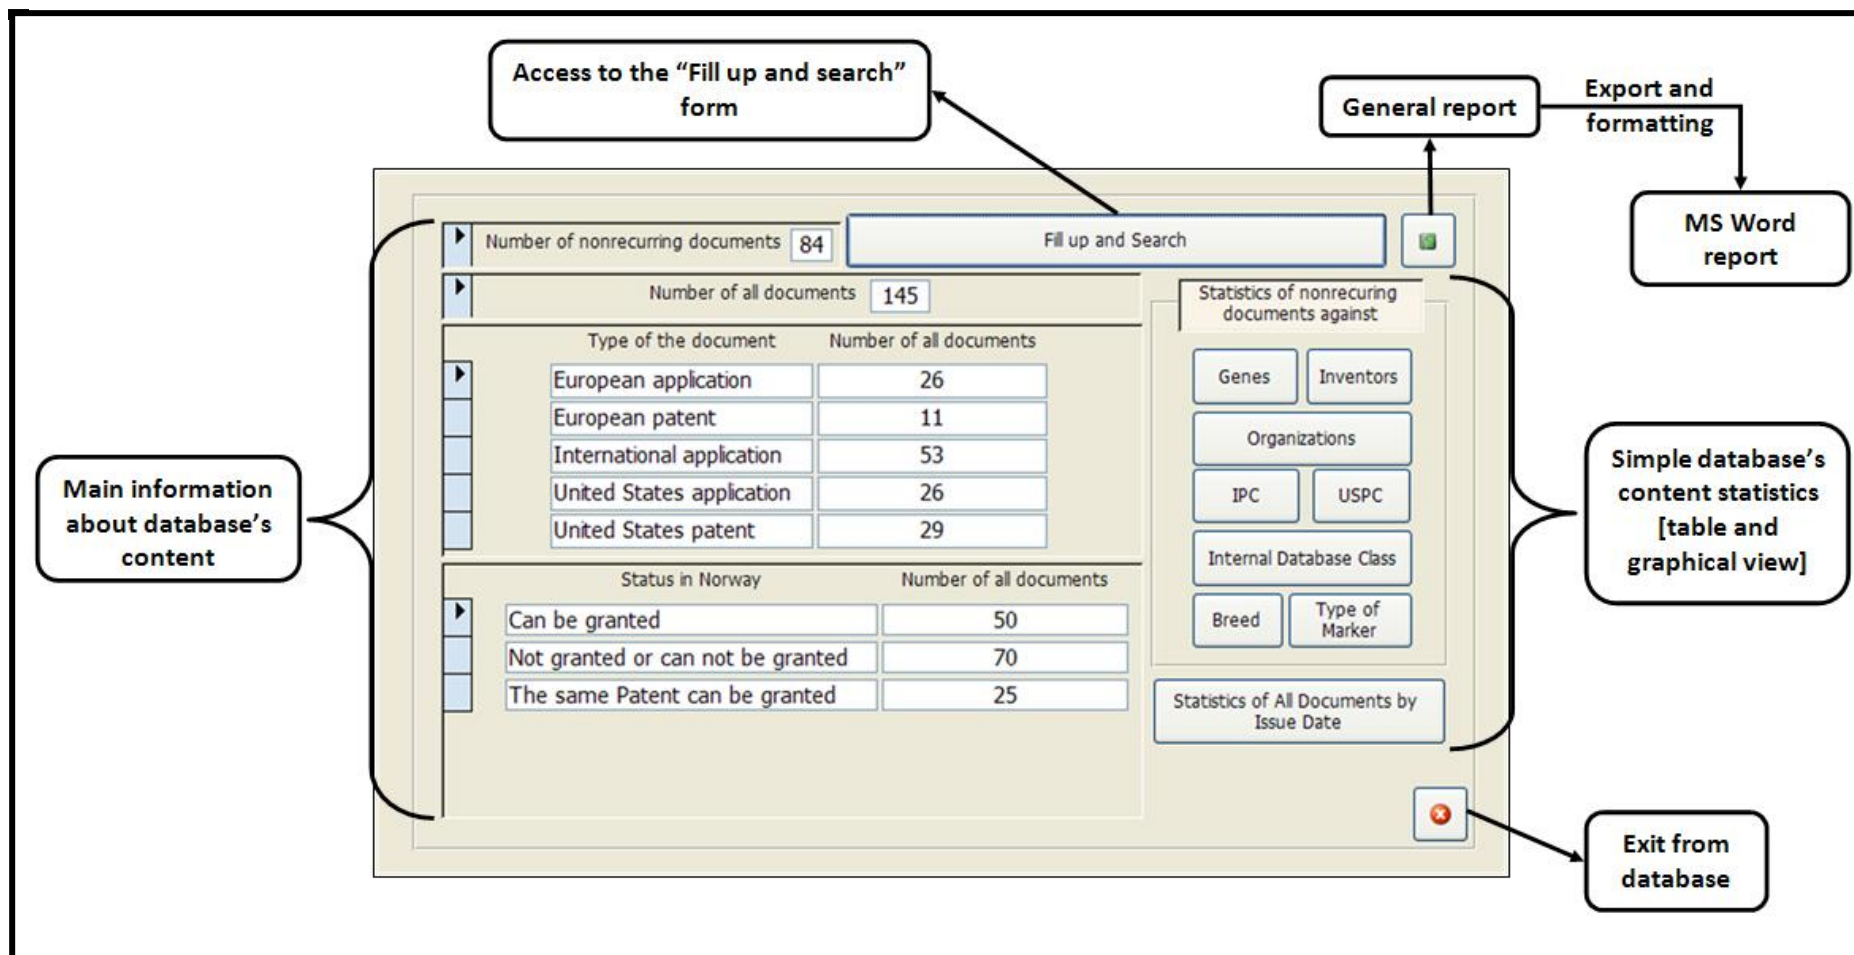 Access to the “Fill up and search”
form
General report
Export and
formatting
MS Word
report
Number of nonrecurring documents 84
Fill up and Search
Number of all documents 145
Type of the document Number of all documents
European application 26
European patent 11
International application 53
United States application 26
United States patent 29
Status in Norway Number of all documents
Can be granted 50
Not granted or can not be granted 70
The same Patent can be granted 25
Statistics of nonrecuring
documents against
Genes Inventors
Organizations
IPC USPC
Internal Database Class
Breed
Type of
Marker
Statistics of All Documents by
Issue Date
Main information
about database’s
content
Simple database’s
content statistics
[table and
graphical view]
Exit from
database